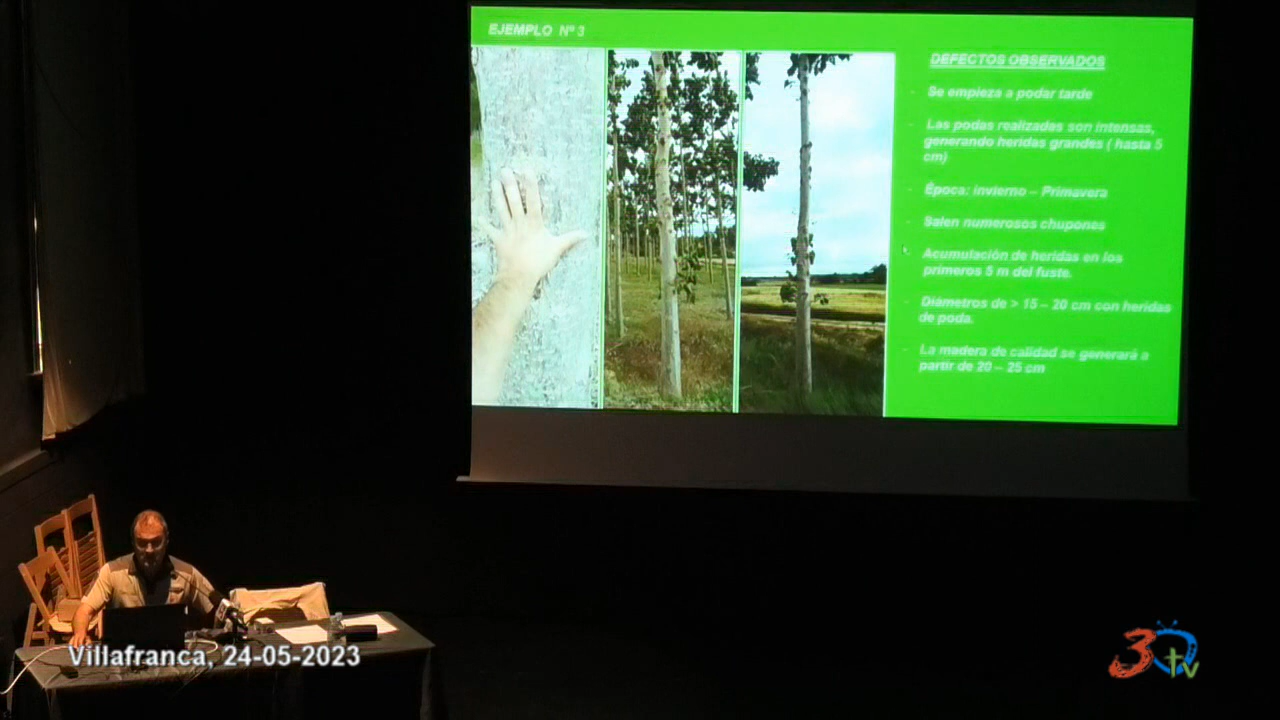 EJEMPLO Nº 3
DEFECTOS OBSERVADOS
- Se empieza a podar tarde
- Las podas realizadas son intensas,
generando heridas grandes ( hasta 5
cm)
- Época: invierno – Primavera
- Salen numerosos chupones
- Acumulación de heridas en los
primeros 5 m del fuste.
- Diámetros de > 15 – 20 cm con heridas
de poda.
- La madera de calidad se generará a
partir de 20 – 25 cm
Villafranca, 24-05-2023
3 tv